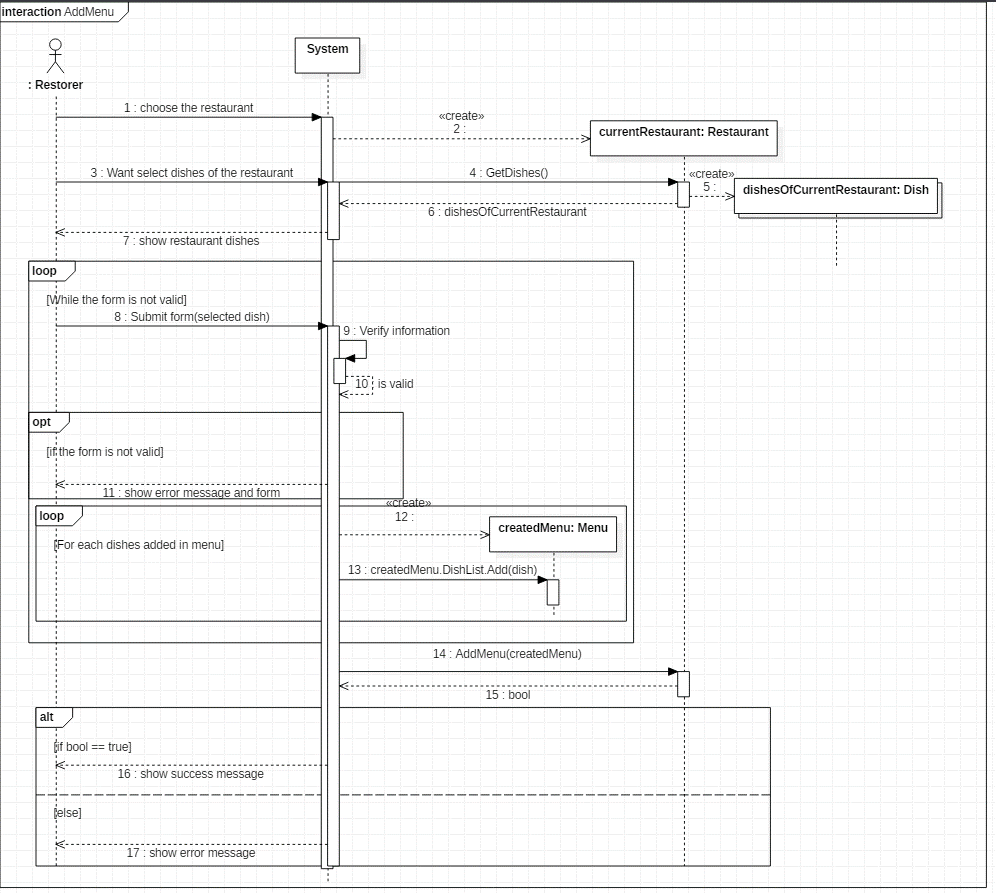 interaction AddMenu
System
: Restorer
1 : choose the restaurant
«create»
2 :
currentRestaurant: Restaurant
3 : Want select dishes of the restaurant
4 : GetDishes()
«create»
5 :
dishesOfCurrentRestaurant: Dish
6 : dishesOfCurrentRestaurant
7 : show restaurant dishes
loop
[While the form is not valid]
8 : Submit form(selected dish)
9 : Verify information
10 : is valid
opt
[if the form is not valid]
11 : show error message and form
«create»
12 :
loop
createdMenu: Menu
[For each dishes added in menu]
13 : createdMenu.DishList.Add(dish)
14 : AddMenu(createdMenu)
15 : bool
alt
[if bool == true]
16 : show success message
[else]
17 : show error message